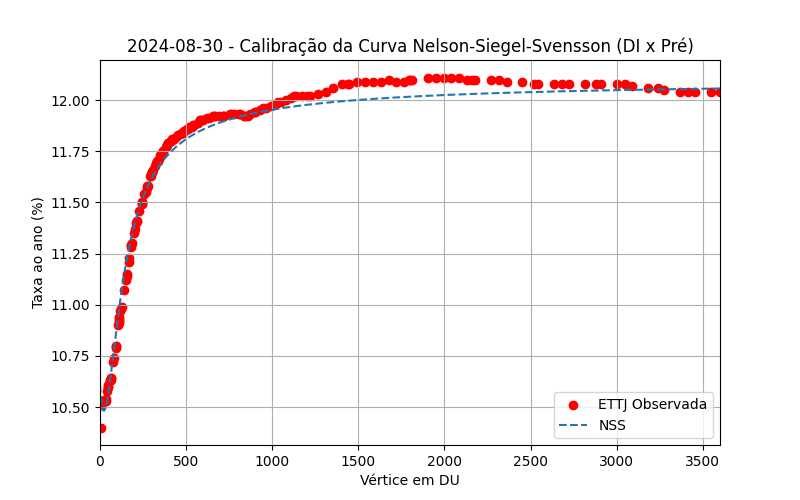 2024-08-30 - Calibração da Curva Nelson-Siegel-Svensson (DI x Pré)
Taxa ao ano (%)
12.00
11.75
11.50
11.25
11.00
10.75
10.50
ETTJ Observada
NSS
0 500 1000 1500 2000 2500 3000 3500
Vértice em DU